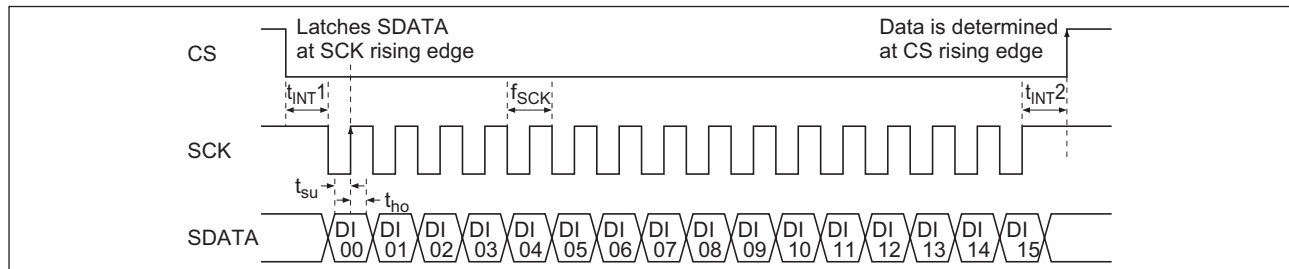 Latches SDATA
at SCK rising edge
Data is determined
at CS rising edge
CS
tINT1
fSCK
tINT2
SCK
tsu
tho
SDATA
DI 00
DI 01
DI 02
DI 03
DI 04
DI 05
DI 06
DI 07
DI 08
DI 09
DI 10
DI 11
DI 12
DI 13
DI 14
DI 15